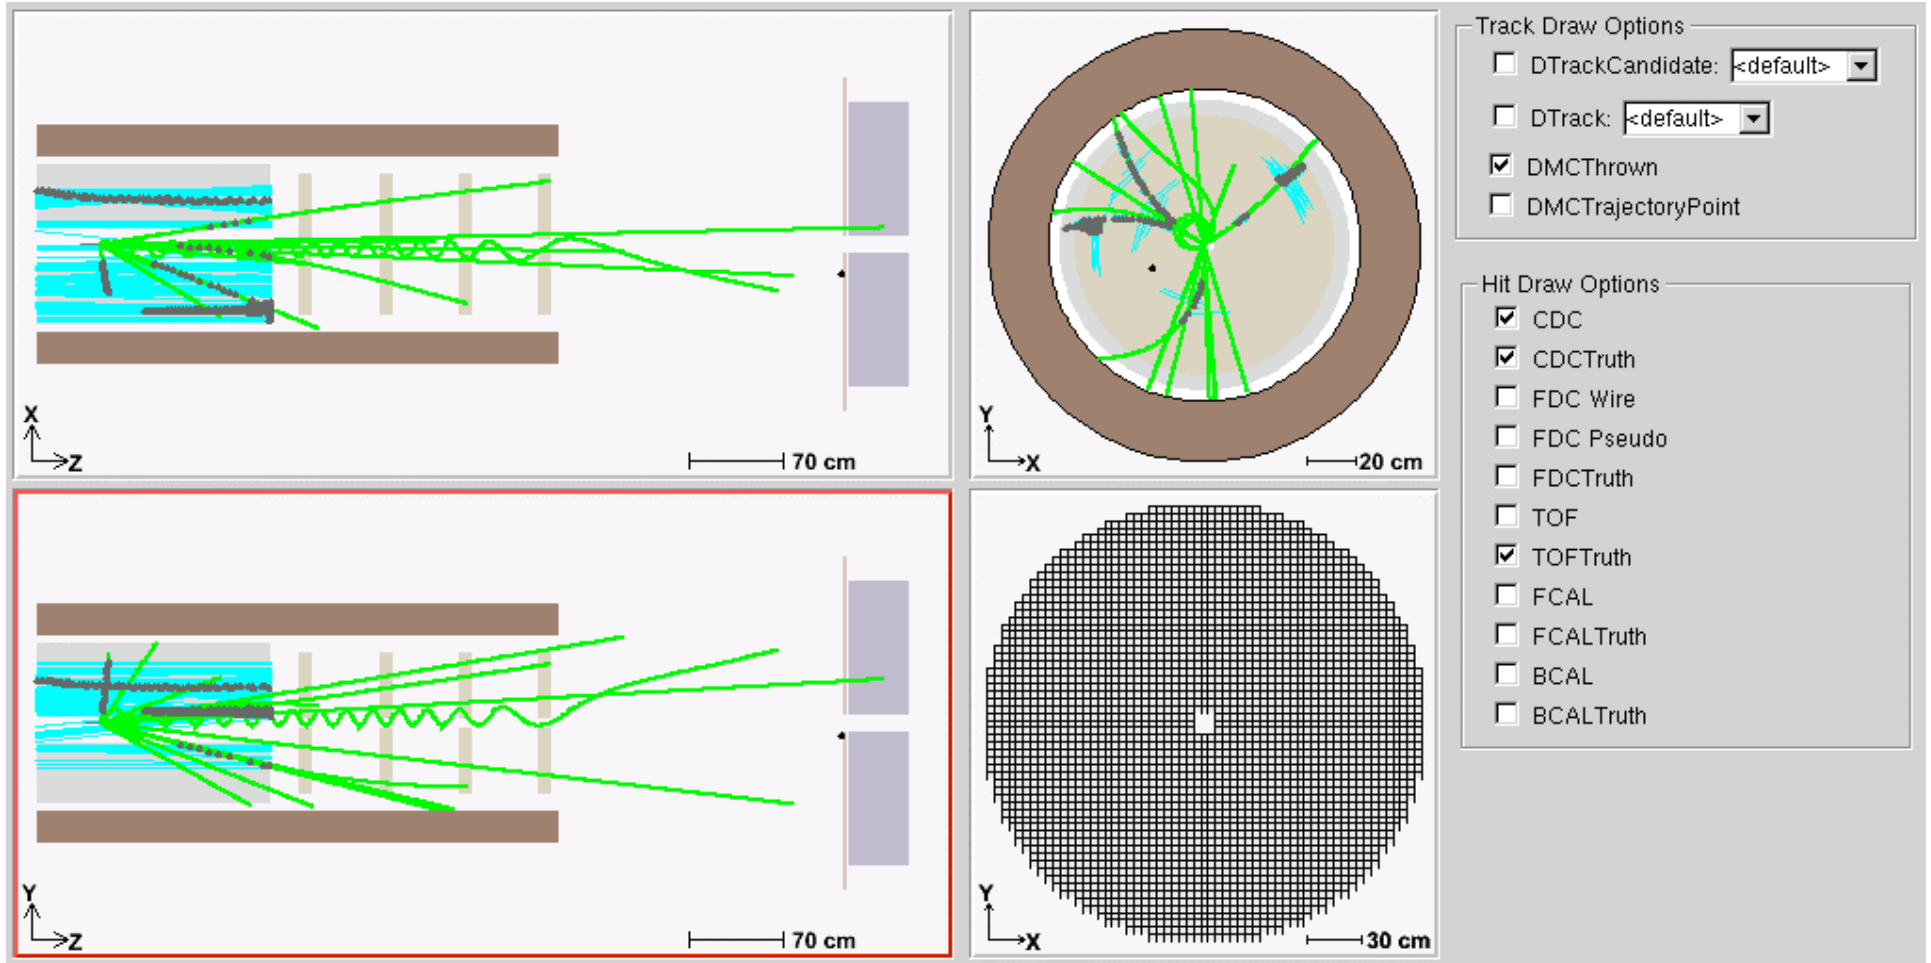 X
Z
70 cm
Y
X
20 cm
Y
Z
70 cm
Y
X
30 cm
Track Draw Options
DTrackCandidate: <default>
DTrack: <default>
DMCThrown
DMCTrajectoryPoint
Hit Draw Options
CDC
CDCTruth
FDC Wire
FDC Pseudo
FDCTruth
TOF
TOFTruth
FCAL
FCALTruth
BCAL
BCALTruth